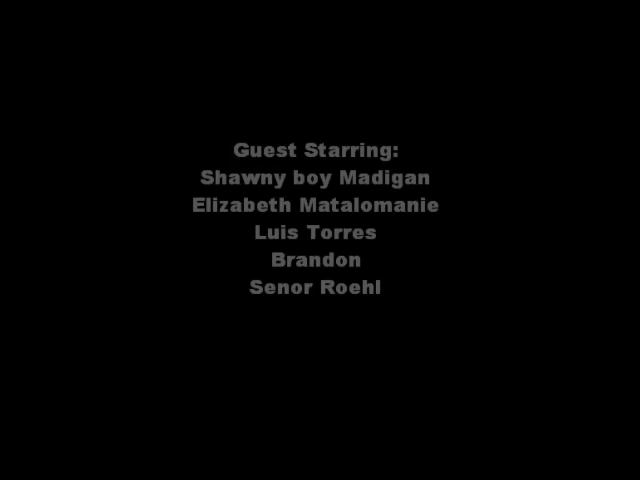 Guest Starring:
Shawny boy Madigan
Elizabeth Matalomanie
Luis Torres
Brandon
Senor Roehl